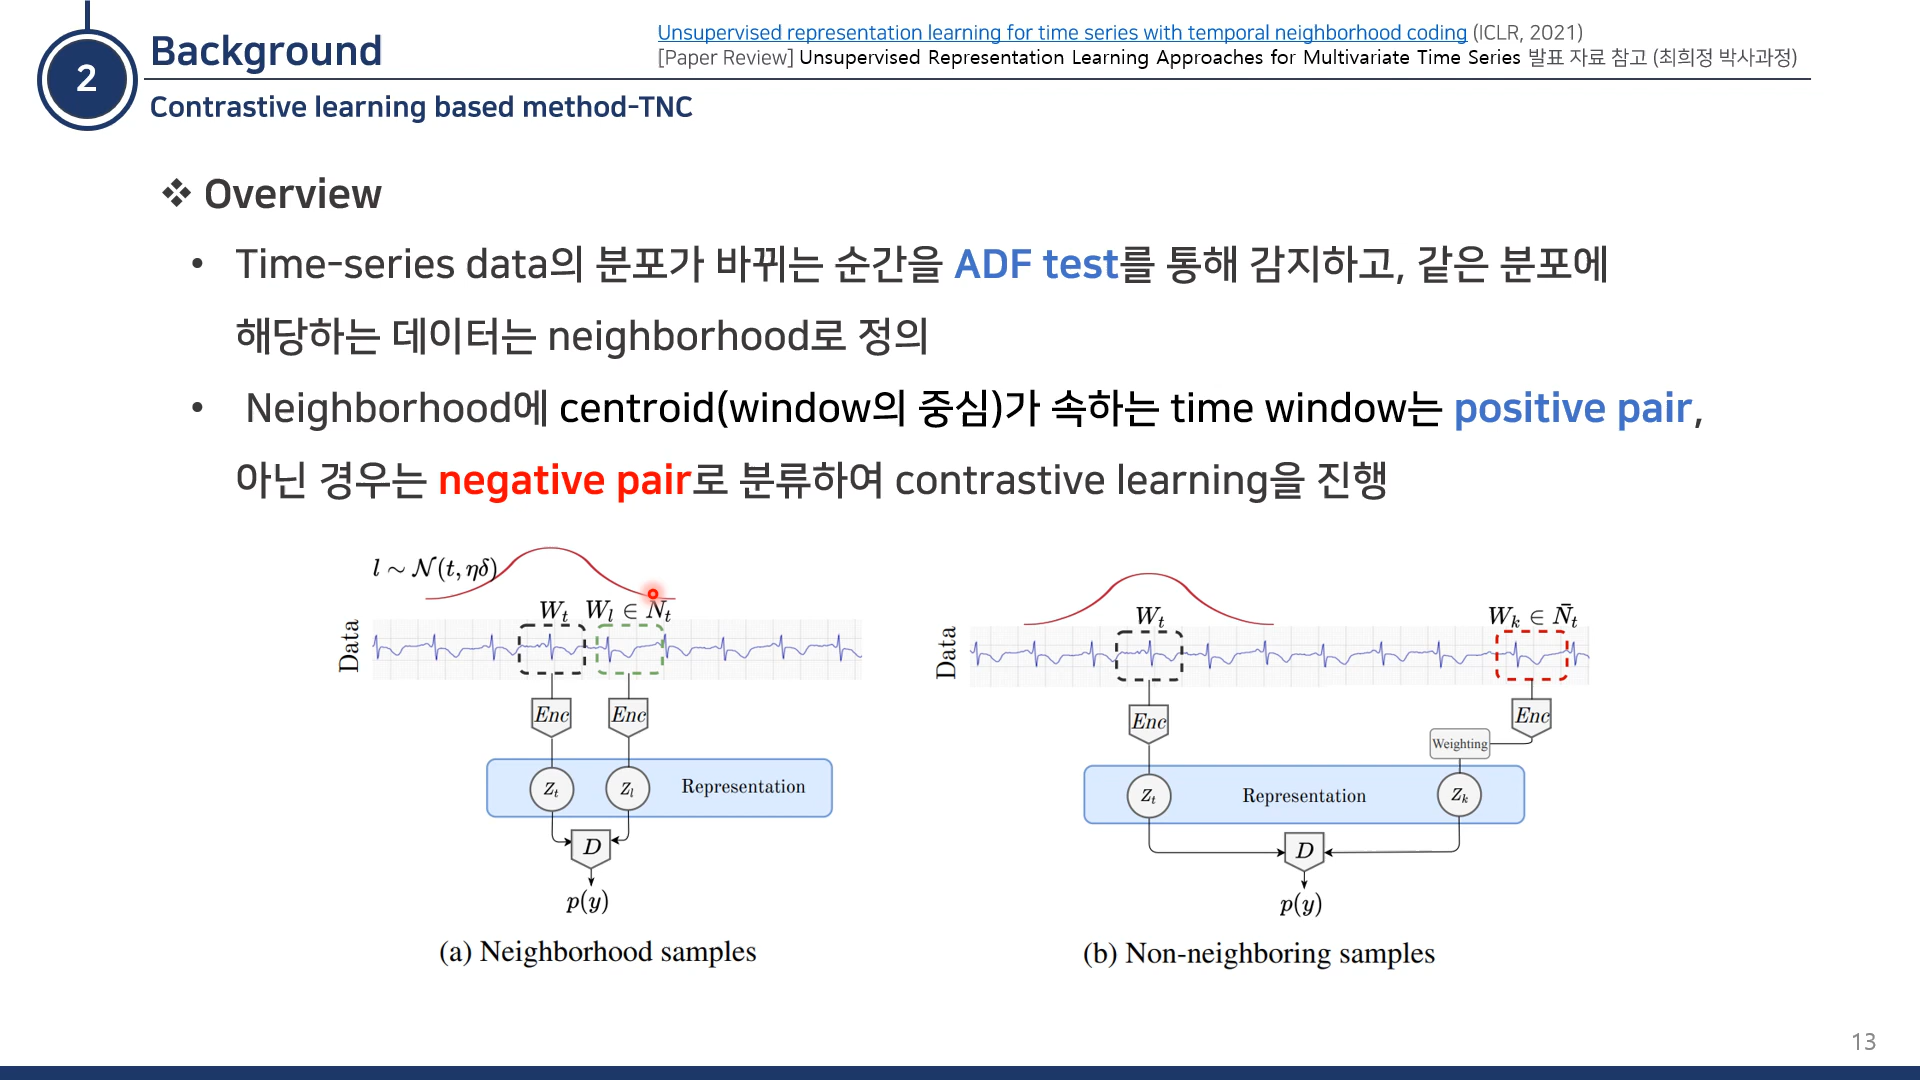 2
Background
Unsupervised representation learning for time series with temporal neighborhood coding (ICLR, 2021)
[Paper Review] Unsupervised Representation Learning Approaches for Multivariate Time Series 발표 자료 참고 (최희정 박사과정)
Contrastive learning based method-TNC
❖ Overview
• Time-series data의 분포가 바뀌는 순간을 ADF test를 통해 감지하고, 같은 분포에
해당하는 데이터는 neighborhood로 정의
• Neighborhood에 centroid(window의 중심)가 속하는 time window는 positive pair,
아닌 경우는 negative pair로 분류하여 contrastive learning을 진행
l ~ 𝒩(t, ηδ)
W_t W_l ∈ N_t
Data
Enc Enc
Z_t Z_l Representation
D
p(y)
(a) Neighborhood samples
W_t W_k ∈ N̄_t
Data
Enc Enc
Weighting
Z_t Representation Z_k
D
p(y)
(b) Non-neighboring samples
13